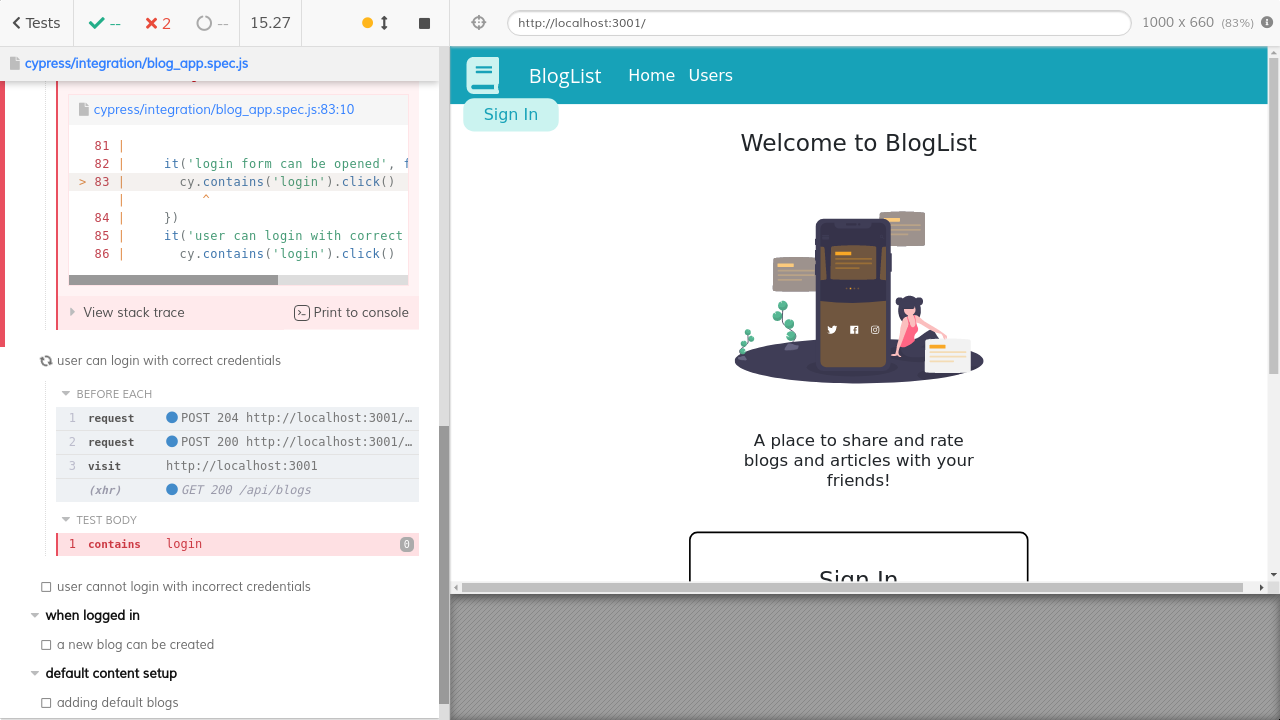 Tests
--
2
--
15.27
cypress/integration/blog_app.spec.js
cypress/integration/blog_app.spec.js:83:10
81 |
82 | it('login form can be opened', f
> 83 | cy.contains('login').click()
| ^
84 | })
85 | it('user can login with correct
86 | cy.contains('login').click()
View stack trace
Print to console
user can login with correct credentials
BEFORE EACH
1 request POST 204 http://localhost:3001/…
2 request POST 200 http://localhost:3001/…
3 visit http://localhost:3001
(xhr) GET 200 /api/blogs
TEST BODY
1 contains login 0
user cannot login with incorrect credentials
when logged in
a new blog can be created
default content setup
adding default blogs
http://localhost:3001/
1000 x 660 (83%)
BlogList Home Users
Sign In
Welcome to BlogList
A place to share and rate
blogs and articles with your
friends!
Sign In